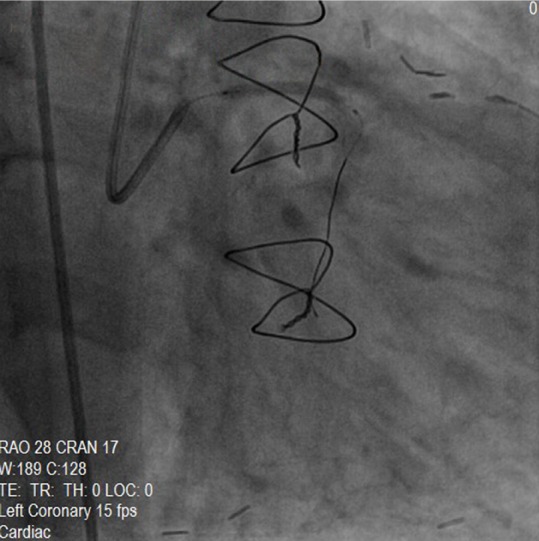 0
RAO 28 CRAN 17
W:189 C:128
TE: TR: TH: 0 LOC: 0
Left Coronary 15 fps
Cardiac